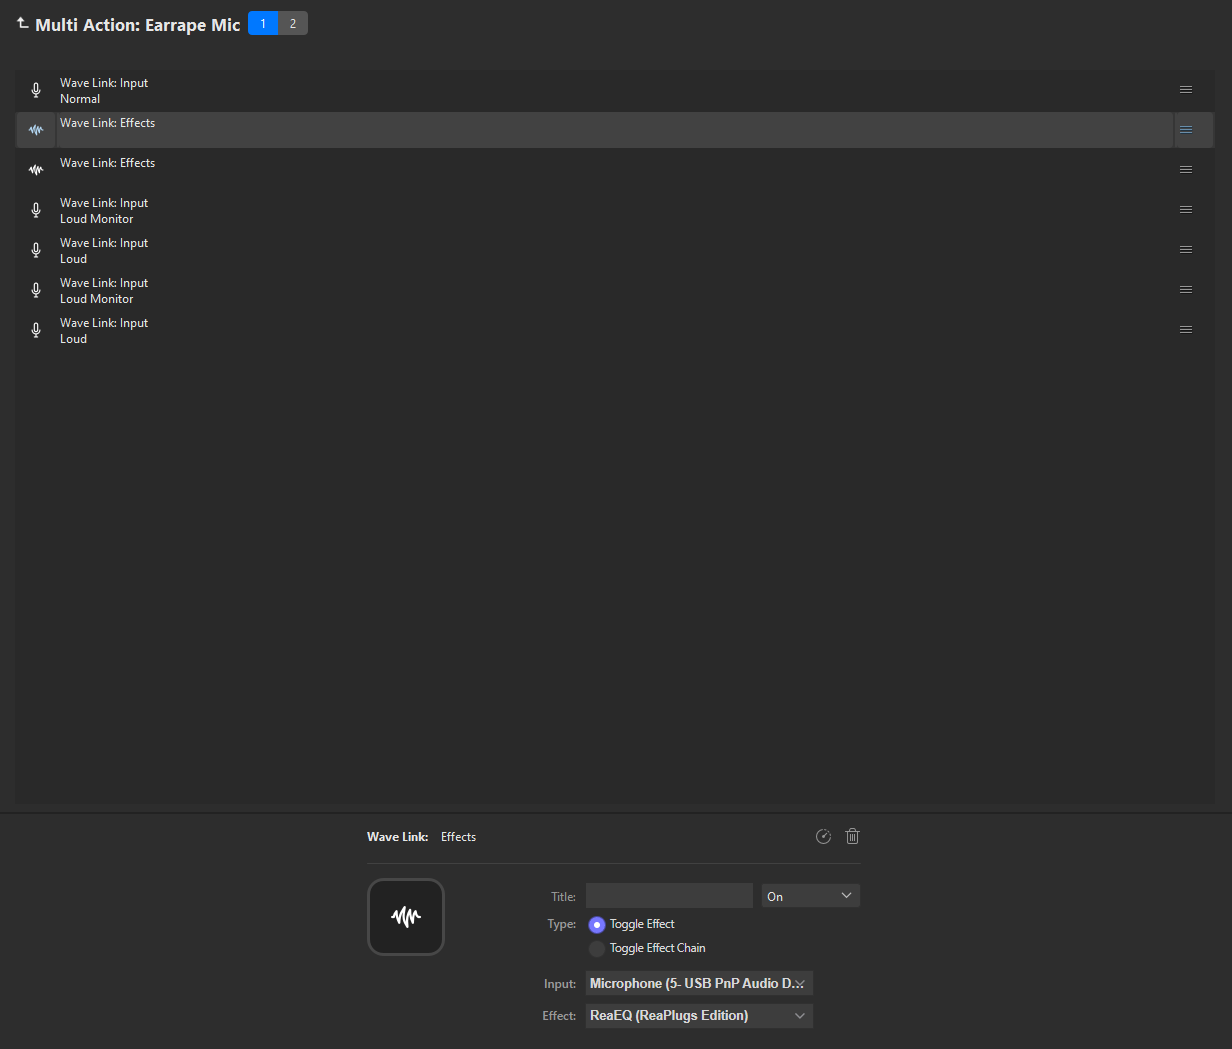 Multi Action: Earrape Mic 1 2
Wave Link: Input
Normal
Wave Link: Effects
Wave Link: Effects
Wave Link: Input
Loud Monitor
Wave Link: Input
Loud
Wave Link: Input
Loud Monitor
Wave Link: Input
Loud
Wave Link: Effects
Title: On
Type: Toggle Effect
Toggle Effect Chain
Input: Microphone (5- USB PnP Audio D...
Effect: ReaEQ (ReaPlugs Edition)